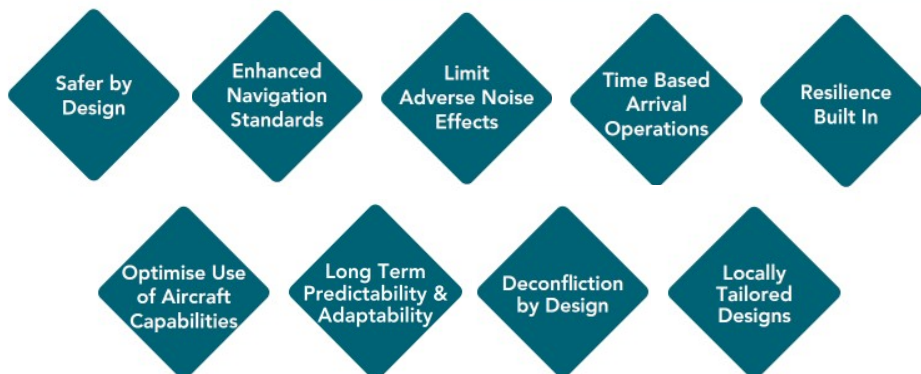 Safer by
Design
Enhanced
Navigation
Standards
Limit
Adverse Noise
Effects
Time Based
Arrival
Operations
Resilience
Built In
Optimise Use
of Aircraft
Capabilities
Long Term
Predictability &
Adaptability
Deconfliction
by Design
Locally
Tailored
Designs